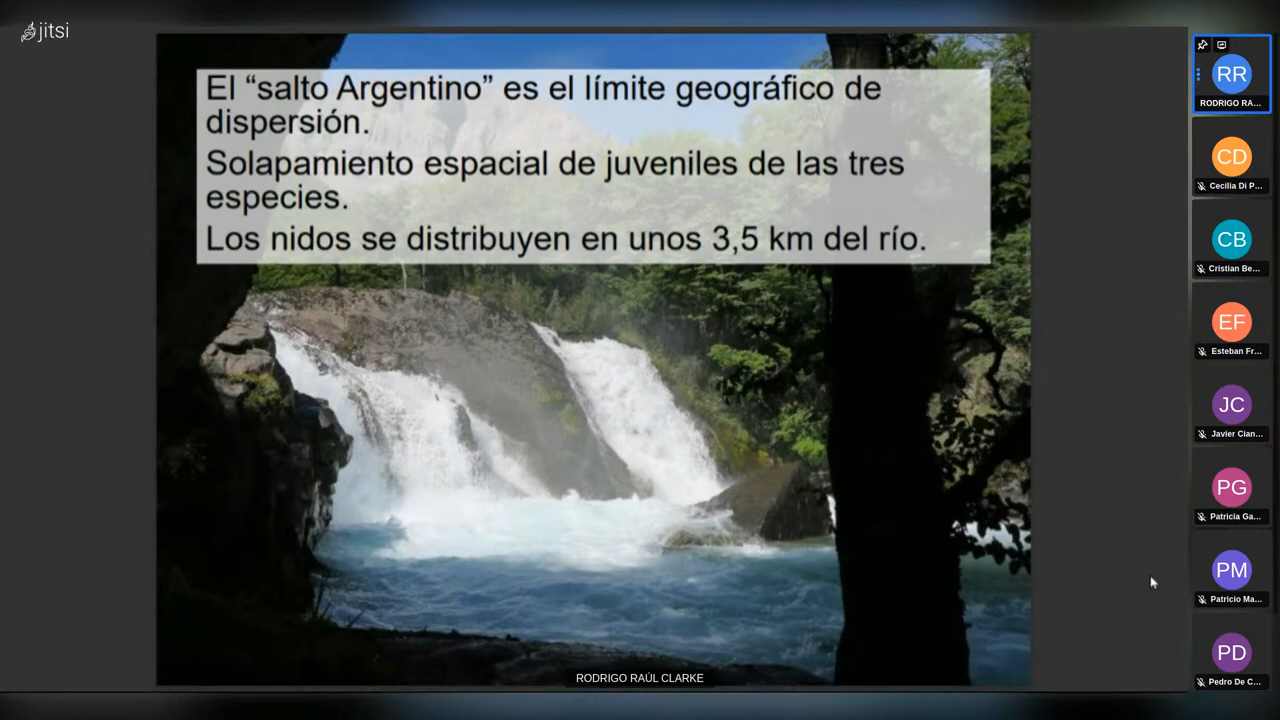 jitsi
El “salto Argentino” es el límite geográfico de
dispersión.
Solapamiento espacial de juveniles de las tres
especies.
Los nidos se distribuyen en unos 3,5 km del río.
RODRIGO RAÚL CLARKE
RR
RODRIGO RA...
CD
Cecilia Di P...
CB
Cristian Be...
EF
Esteban Fr...
JC
Javier Cian...
PG
Patricia Ga...
PM
Patricio Ma...
PD
Pedro De C...